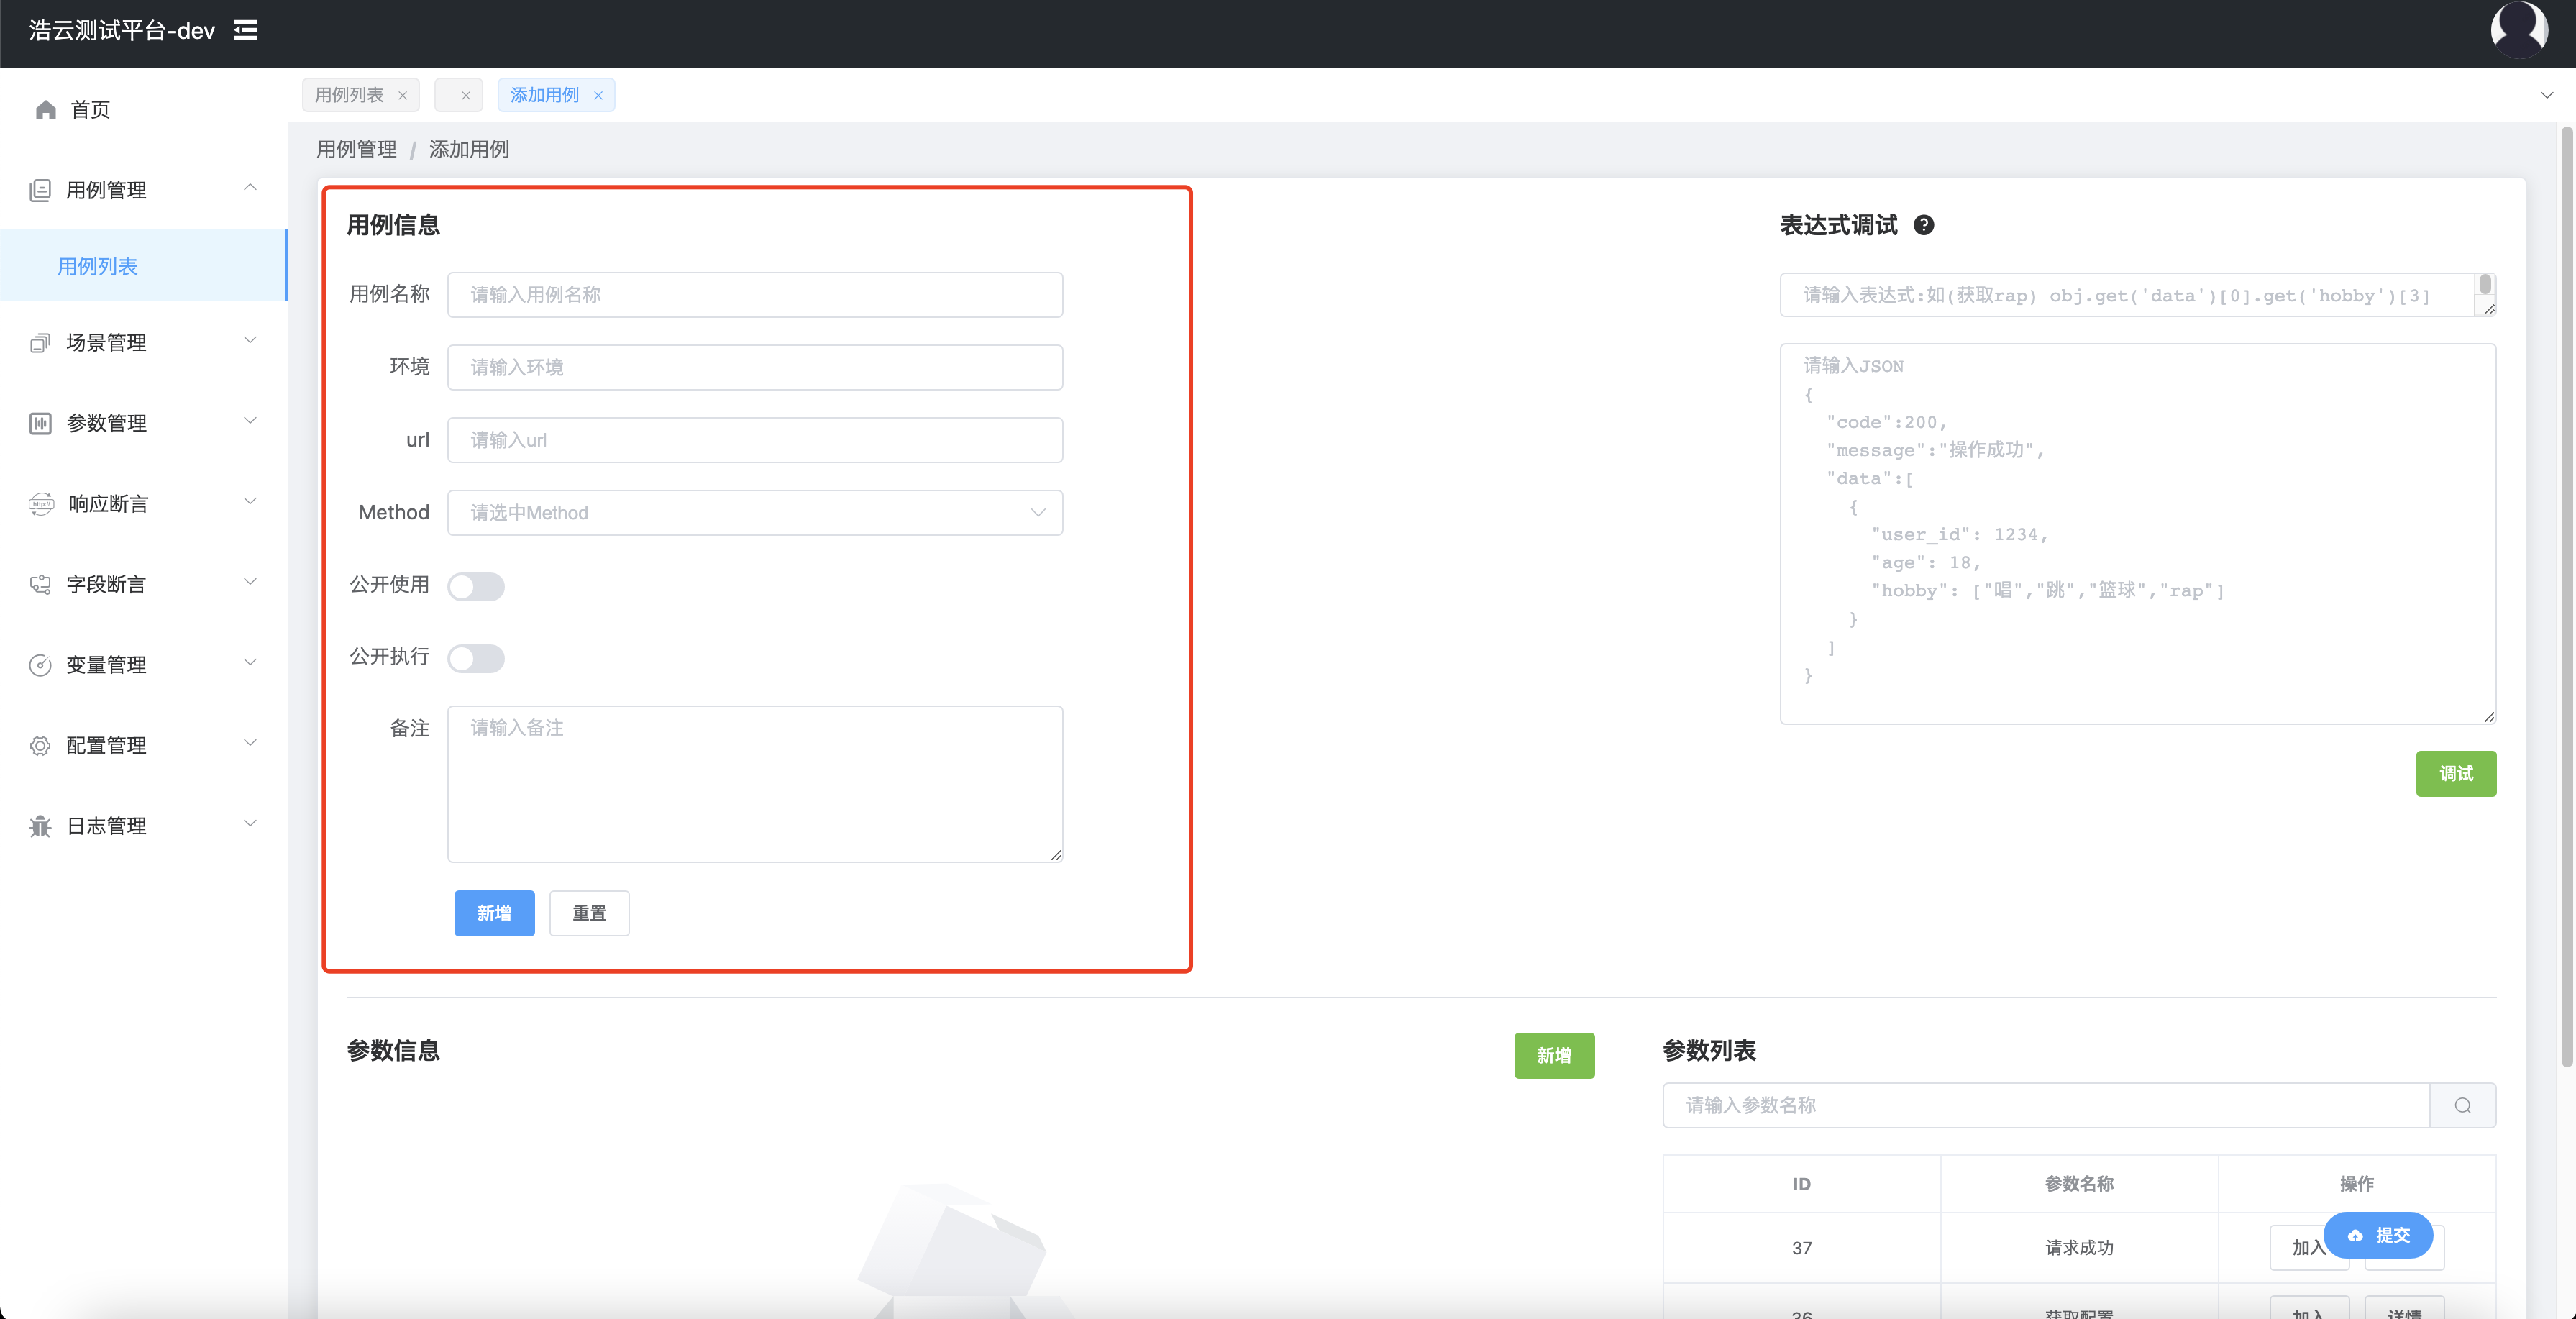 浩云测试平台-dev
首页
用例管理
用例列表
场景管理
参数管理
响应断言
字段断言
变量管理
配置管理
日志管理
用例列表
添加用例
用例管理 / 添加用例
用例信息
用例名称 请输入用例名称
环境 请输入环境
url 请输入url
Method 请选中Method
公开使用
公开执行
备注 请输入备注
新增 重置
表达式调试
请输入表达式:如(获取rap) obj.get('data')[0].get('hobby')[3]
请输入JSON
{
"code":200,
"message":"操作成功",
"data":[
{
"user_id": 1234,
"age": 18,
"hobby": ["唱","跳","篮球","rap"]
}
]
}
调试
参数信息
新增
参数列表
请输入参数名称
ID 参数名称 操作
37 请求成功 加入
提交
36 获取配置 加入 详情